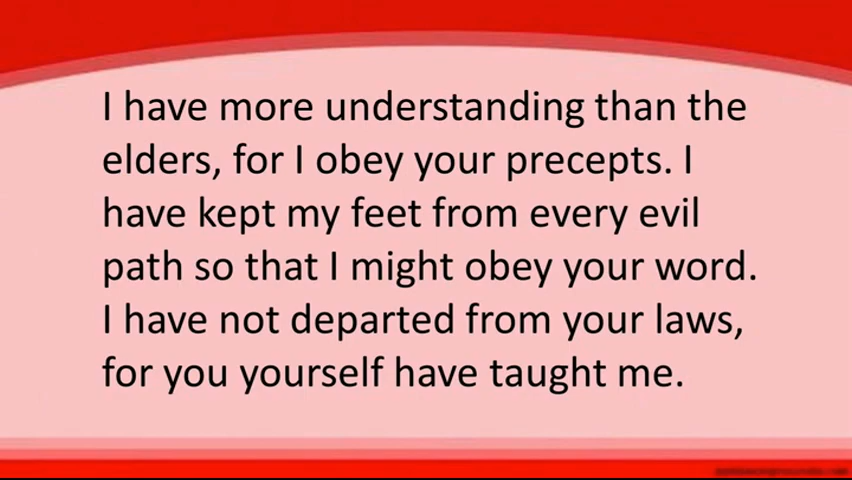 I have more understanding than the
elders, for I obey your precepts. I
have kept my feet from every evil
path so that I might obey your word.
I have not departed from your laws,
for you yourself have taught me.